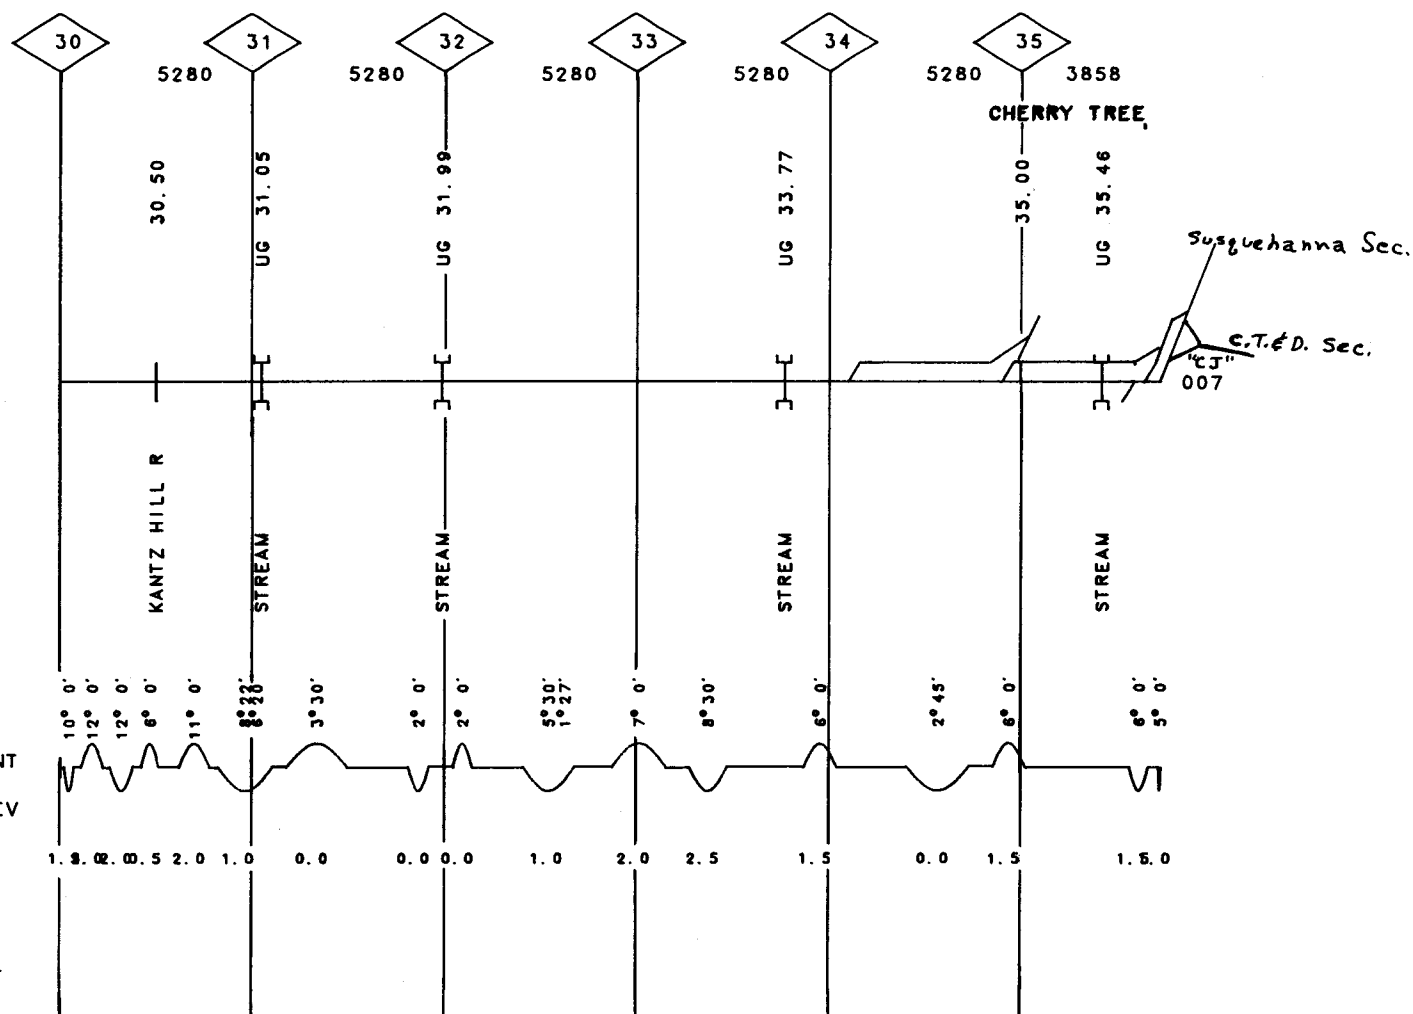 30 31 32 33 34 35
5280 5280 5280 5280 5280 3858
CHERRY TREE
30.50
UG 31.05
UG 31.99
UG 33.77
35.00
UG 35.46
Susquehanna Sec.
C.T.&D. Sec.
"CJ"
007
KANTZ HILL R
STREAM
STREAM
STREAM
STREAM
10° 0' 12° 0' 12° 0' 6° 0' 11° 0' 3°30' 2° 0' 2° 0' 5°30' 1°27' 7° 0' 8°30' 6° 0' 2°45' 6° 0' 6° 0' 5° 0'
NT
EV
0.5 2.0 1.0 0.0 0.0 0.0 1.0 2.0 2.5 1.5 0.0 1.5